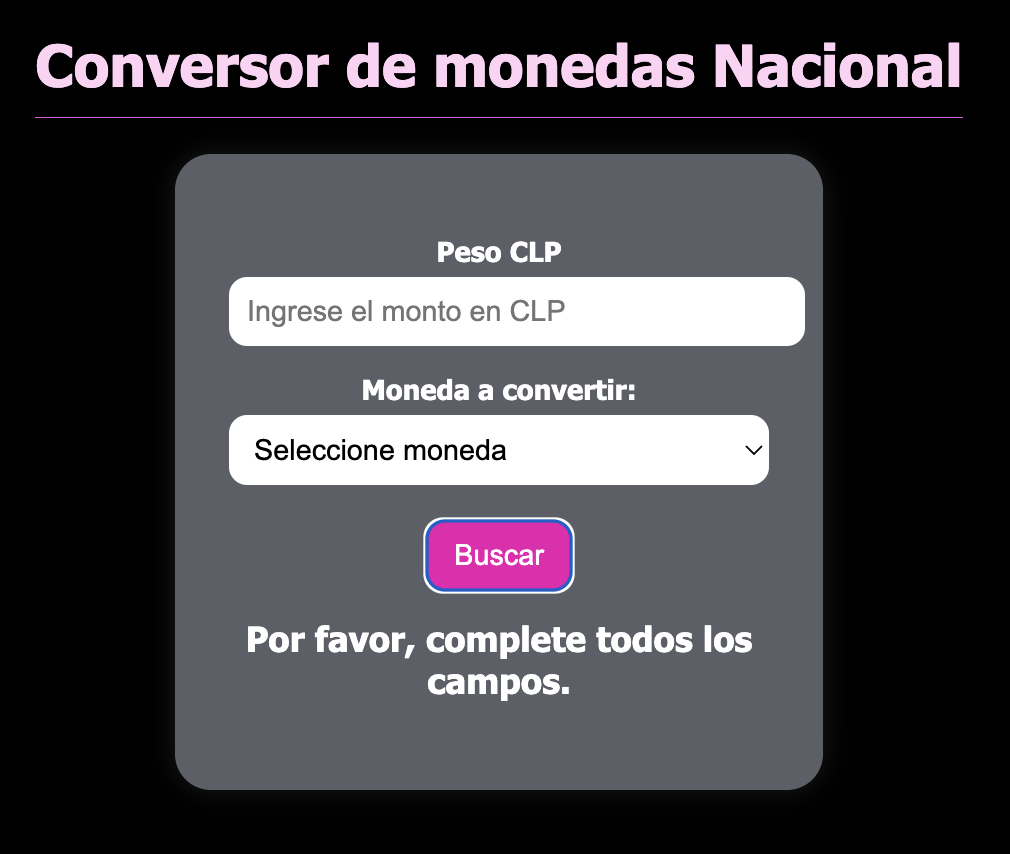 Conversor de monedas Nacional
Peso CLP
Ingrese el monto en CLP
Moneda a convertir:
Seleccione moneda
Buscar
Por favor, complete todos los
campos.